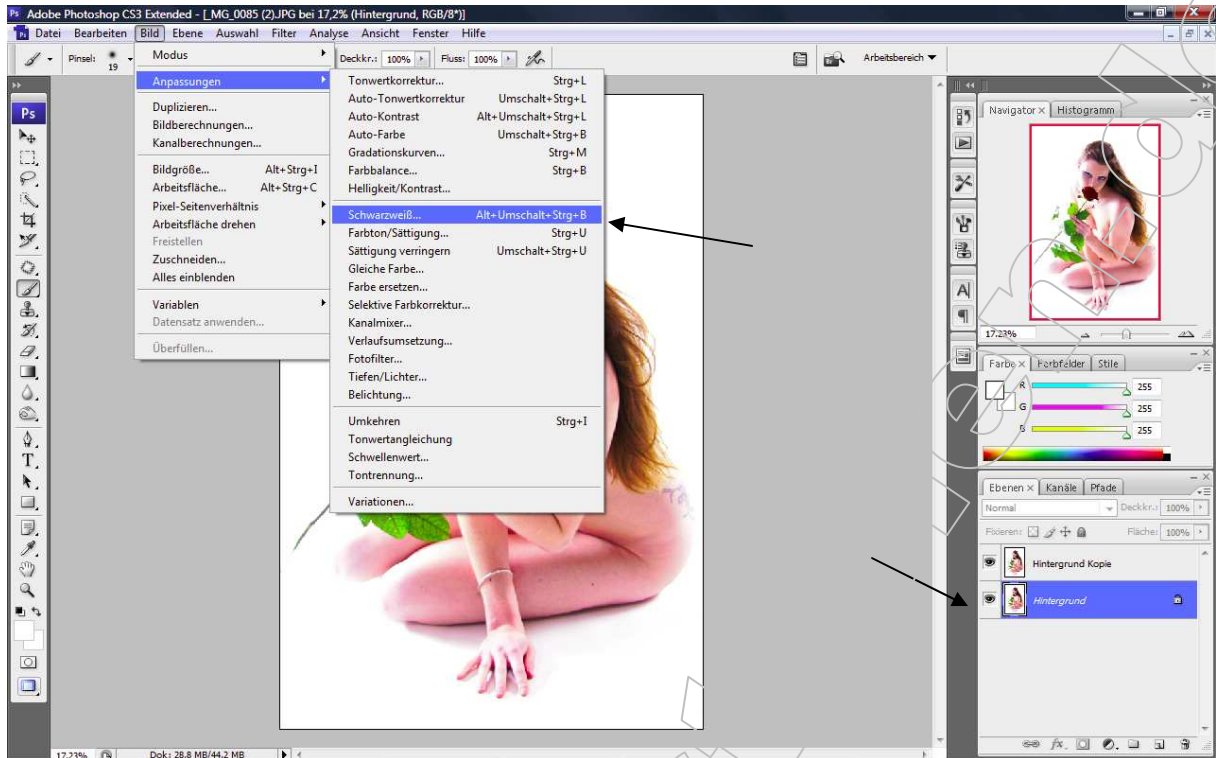 Adobe Photoshop CS3 Extended - [_MG_0085 (2).JPG bei 17,2% (Hintergrund, RGB/8*)]
Datei Bearbeiten Bild Ebene Auswahl Filter Analyse Ansicht Fenster Hilfe
Pinsel: 19 Deckkr.: 100% Fluss: 100% Arbeitsbereich
Modus
Anpassungen
Duplizieren...
Bildberechnungen...
Kanalberechnungen...
Bildgröße... Alt+Strg+I
Arbeitsfläche... Alt+Strg+C
Pixel-Seitenverhältnis
Arbeitsfläche drehen
Freistellen
Zuschneiden...
Alles einblenden
Variablen
Datensatz anwenden...
Überfüllen...
Tonwertkorrektur... Strg+L
Auto-Tonwertkorrektur Umschalt+Strg+L
Auto-Kontrast Alt+Umschalt+Strg+L
Auto-Farbe Umschalt+Strg+B
Gradationskurven... Strg+M
Farbbalance... Strg+B
Helligkeit/Kontrast...
Schwarzweiß... Alt+Umschalt+Strg+B
Farbton/Sättigung... Strg+U
Sättigung verringern Umschalt+Strg+U
Gleiche Farbe...
Farbe ersetzen...
Selektive Farbkorrektur...
Kanalmixer...
Verlaufsumsetzung...
Fotofilter...
Tiefen/Lichter...
Belichtung...
Umkehren Strg+I
Tonwertangleichung
Schwellenwert...
Tontrennung...
Variationen...
Ps
Navigator × Histogramm
17.23%
Farbe × Farbfelder Stile
R 255
G 255
B 255
Ebenen × Kanäle Pfade
Normal Deckkr.: 100%
Fixieren: Fläche: 100%
Hintergrund Kopie
Hintergrund
17.23% Dok: 28.8 MB/44.2 MB